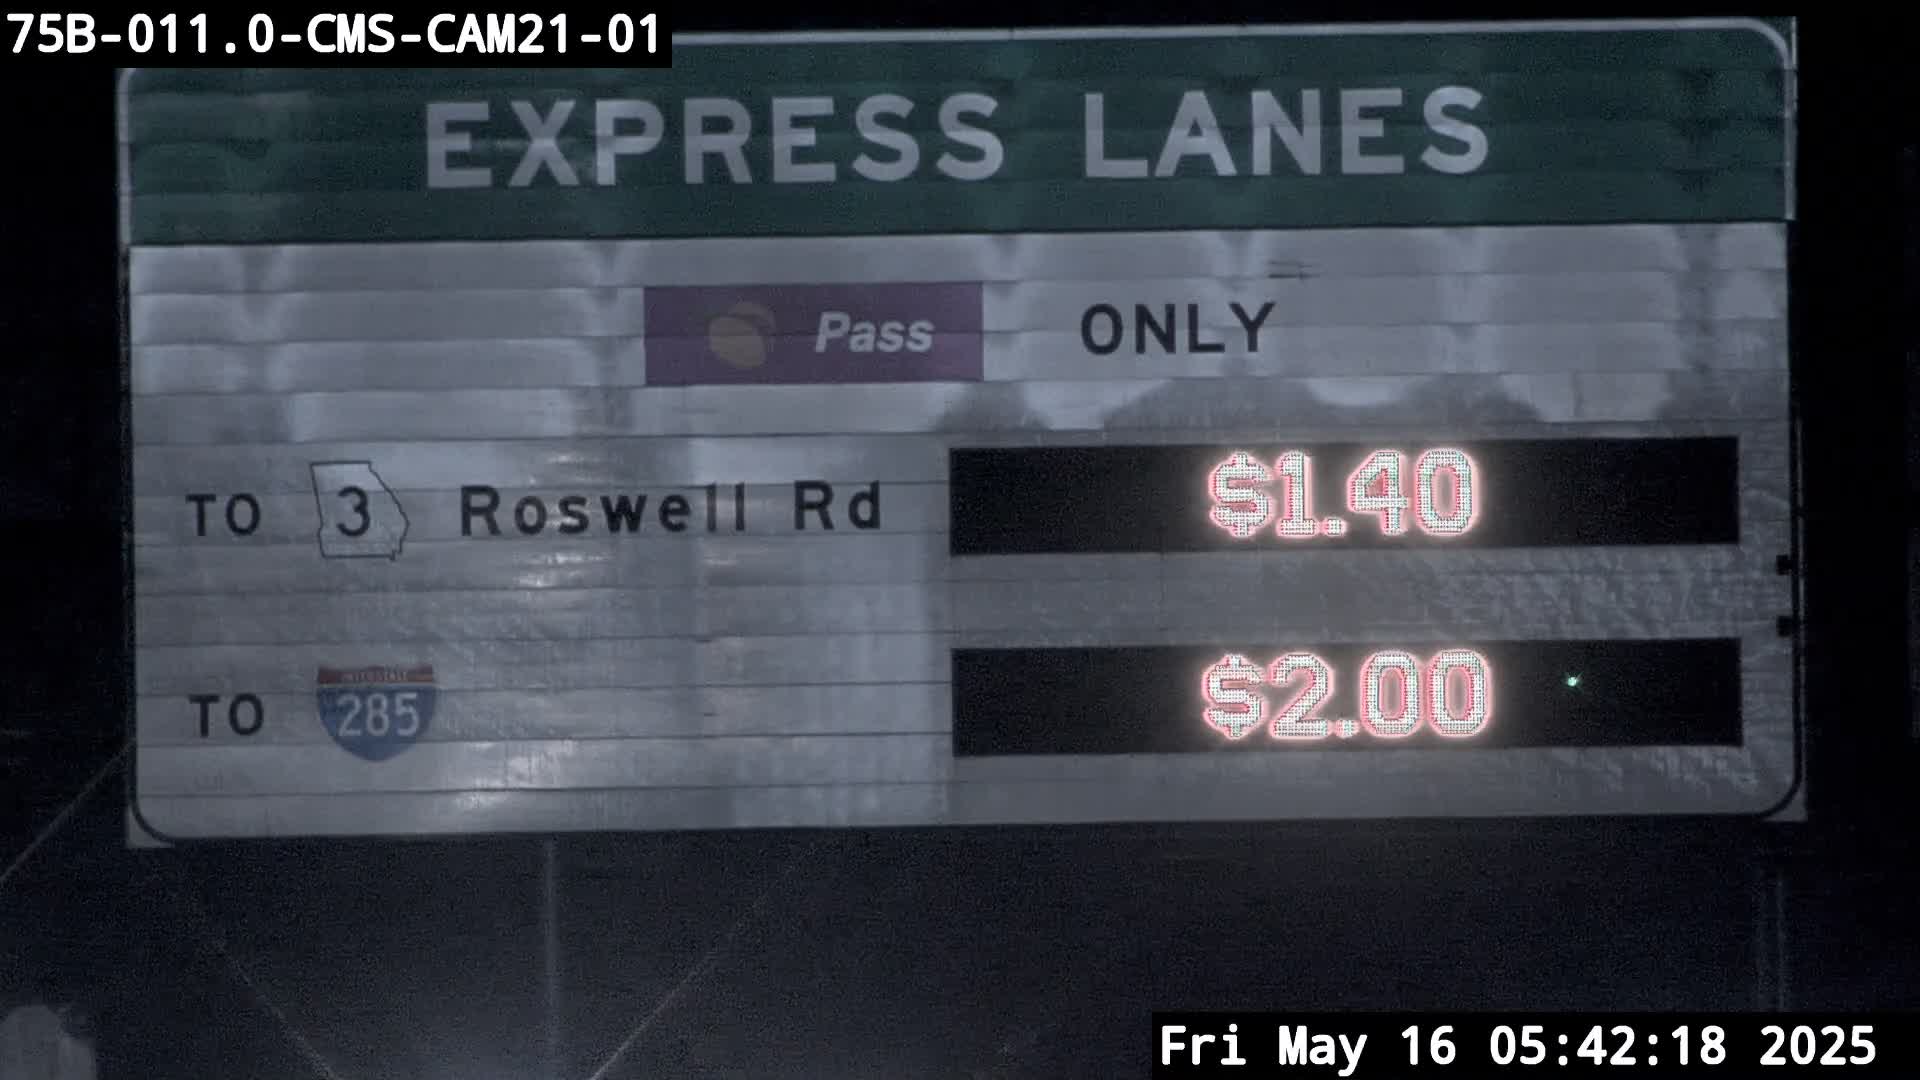 75B-011.0-CMS-CAM21-01
EXPRESS LANES
Pass ONLY
TO 3 Roswell Rd $1.40
INTERSTATE
TO 285 $2.00
Fri May 16 05:42:18 2025